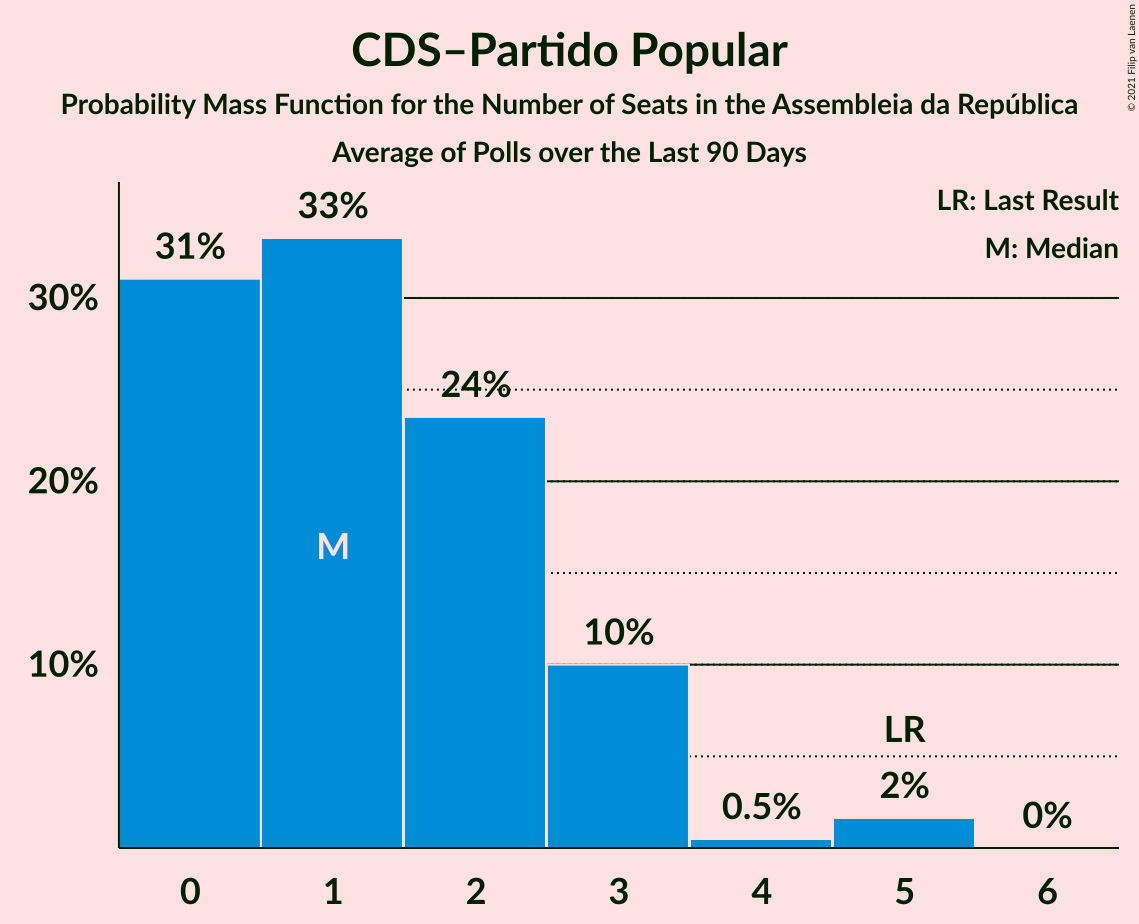 CDS–Partido Popular
Probability Mass Function for the Number of Seats in the Assembleia da República
Average of Polls over the Last 90 Days
© 2021 Filip van Laenen
LR: Last Result
M: Median
33%
31%
30%
24%
20%
M
10%
10%
LR
2%
0.5%
0%
0 1 2 3 4 5 6